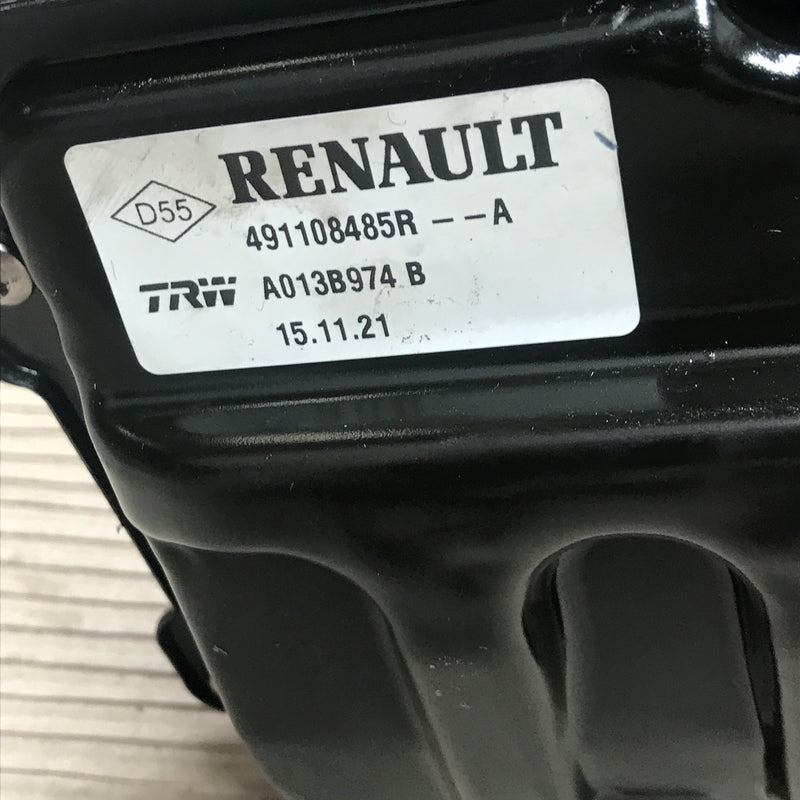 RENAULT
D55
491108485R --A
TRW A013B974 B
15.11.21